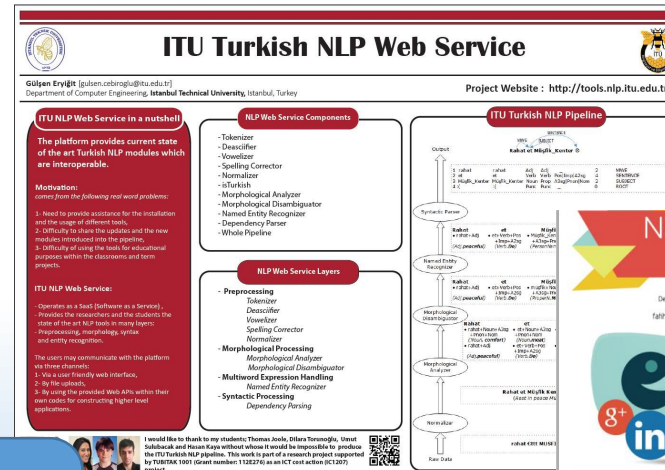 ITU Turkish NLP Web Service
Gülşen Eryiğit [gulsen.cebiroglu@itu.edu.tr]
Department of Computer Engineering, Istanbul Technical University, Istanbul, Turkey
Project Website : http://tools.nlp.itu.edu.tr
ITU NLP Web Service in a nutshell
The platform provides current state
of the art Turkish NLP modules which
are interoperable.
Motivation:
comes from the following real word problems:
1- Need to provide assistance for the installation
and the usage of different tools,
2- Difficulty to share the updates and the new
modules introduced into the pipeline,
3- Difficulty of using the tools for educational
purposes within the classrooms and term
projects.
ITU NLP Web Service:
- Operates as a SaaS (Software as a Service) ,
- Provides the researchers and the students the
state of the art NLP tools in many layers:
- Preprocessing, morphology, syntax
and entity recognition.
The users may communicate with the platform
via three channels:
1- Via a user friendly web interface,
2- By file uploads,
3- By using the provided Web APIs within their
own codes for constructing higher level
applications.
NLP Web Service Components
- Tokenizer
- Deasciifier
- Vowelizer
- Spelling Corrector
- Normalizer
- isTurkish
- Morphological Analyzer
- Morphological Disambiguator
- Named Entity Recognizer
- Dependency Parser
- Whole Pipeline
NLP Web Service Layers
- Preprocessing
Tokenizer
Deasciifier
Vowelizer
Spelling Corrector
Normalizer
- Morphological Processing
Morphological Analyzer
Morphological Disambiguator
- Multiword Expression Handling
Named Entity Recognizer
- Syntactic Processing
Dependency Parsing
I would like to thank to my students; Thomas Joole, Dilara Torunoğlu, Umut
Sulubacak and Hasan Kaya without whose it would be impossible to produce
the ITU Turkish NLP pipeline. This work is part of a research project supported
by TUBITAK 1001 (Grant number: 112E276) as an ICT cost action (IC1207)
project.
ITU Turkish NLP Pipeline
Output
Rahat et Müşfik_Kenter
Syntactic Parser
Named Entity
Recognizer
Morphological
Disambiguator
Morphological
Analyzer
Normalizer
Raw Data
N
g+
in